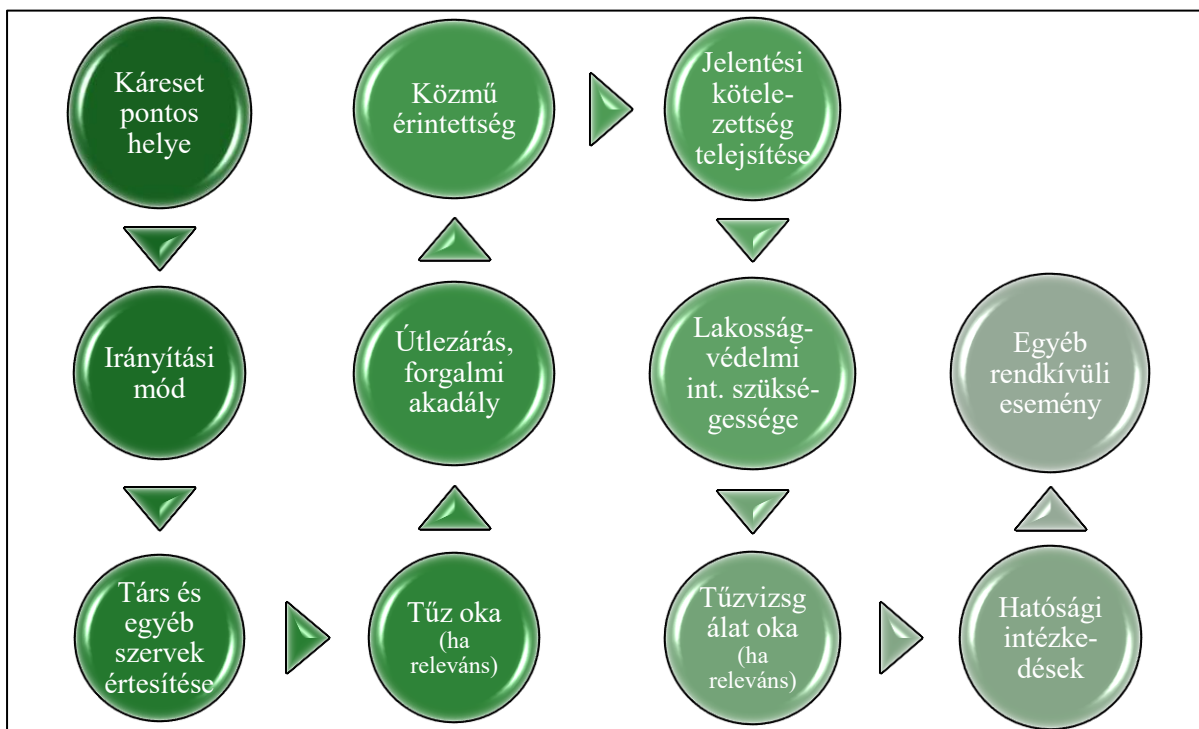 Káreset
pontos
helye
Irányítási
mód
Társ és
egyéb
szervek
értesítése
Tűz oka
(ha
releváns)
Útlezárás,
forgalmi
akadály
Közmű
érintettség
Jelentési
kötele-
zettség
telejsítése
Lakosság-
védelmi
int. szüksé-
gessége
Tűzvizsg
álat oka
(ha
releváns)
Hatósági
intézke-
dések
Egyéb
rendkívüli
esemény